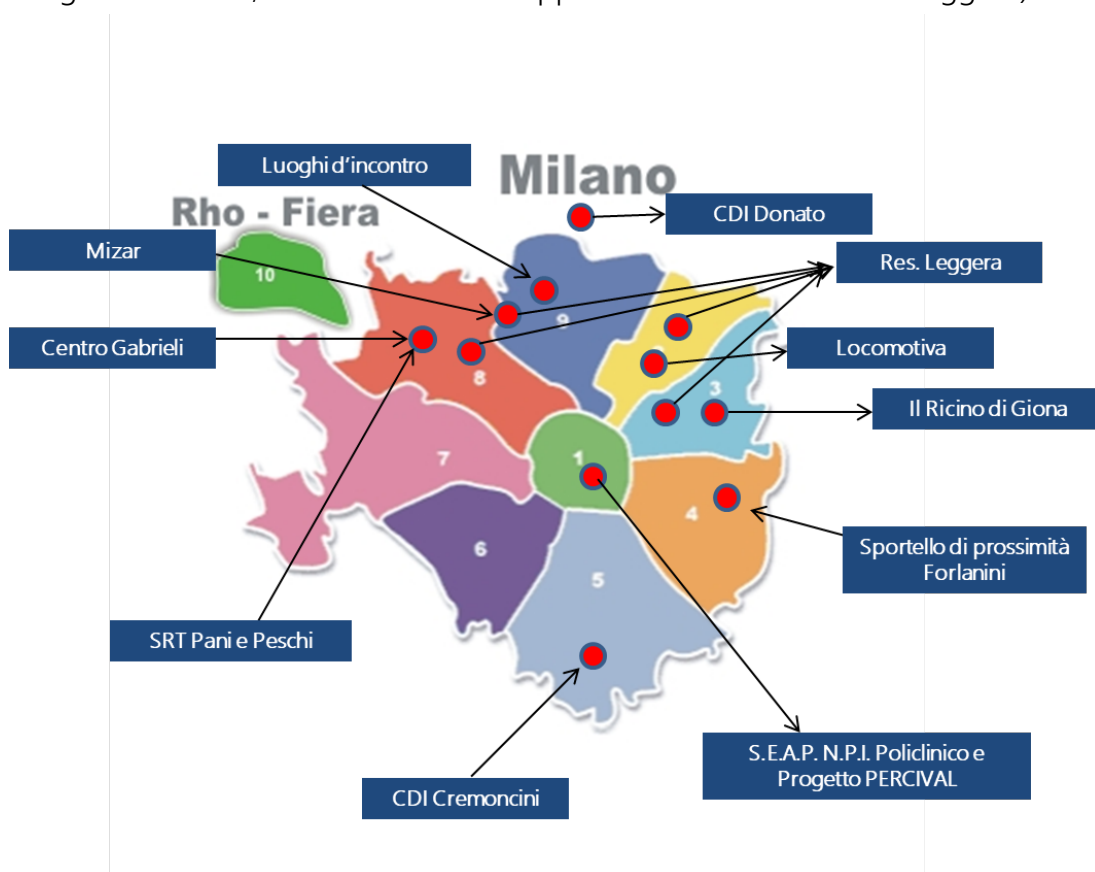 Luoghi d'incontro
Milano
CDI Donato
Rho - Fiera
Mizar
Res. Leggera
10
9
Centro Gabrieli
Locomotiva
8
3
Il Ricino di Giona
7
1
4
6
5
Sportello di prossimità
Forlanini
SRT Pani e Peschi
S.E.A.P. N.P.I. Policlinico e
Progetto PERCIVAL
CDI Cremoncini